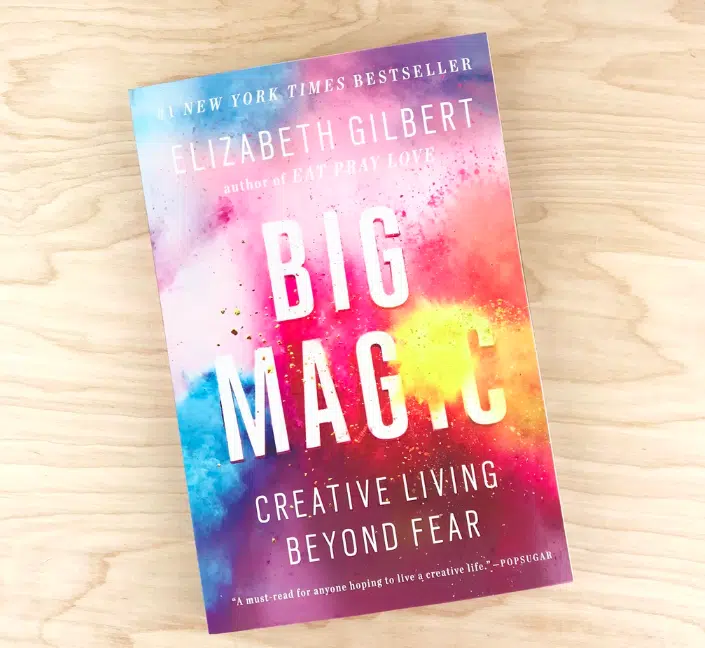 #1 NEW YORK TIMES BESTSELLER
ELIZABETH GILBERT
author of EAT PRAY LOVE
BIG
MAGIC
CREATIVE LIVING
BEYOND FEAR
“A must-read for anyone hoping to live a creative life.”—POPSUGAR